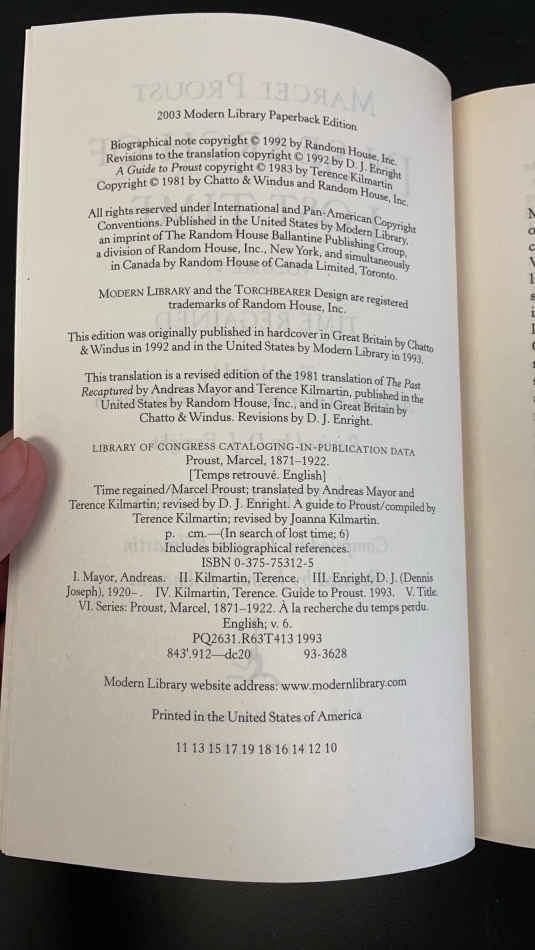 2003 Modern Library Paperback Edition
Biographical note copyright © 1992 by Random House, Inc.
Revisions to the translation copyright © 1992 by D. J. Enright
A Guide to Proust copyright © 1983 by Terence Kilmartin
Copyright © 1981 by Chatto & Windus and Random House, Inc.
All rights reserved under International and Pan-American Copyright
Conventions. Published in the United States by Modern Library,
an imprint of The Random House Ballantine Publishing Group,
a division of Random House, Inc., New York, and simultaneously
in Canada by Random House of Canada Limited, Toronto.
MODERN LIBRARY and the TORCHBEARER Design are registered
trademarks of Random House, Inc.
This edition was originally published in hardcover in Great Britain by Chatto
& Windus in 1992 and in the United States by Modern Library in 1993.
This translation is a revised edition of the 1981 translation of The Past
Recaptured by Andreas Mayor and Terence Kilmartin, published in the
United States by Random House, Inc., and in Great Britain by
Chatto & Windus. Revisions by D. J. Enright.
LIBRARY OF CONGRESS CATALOGING-IN-PUBLICATION DATA
Proust, Marcel, 1871–1922.
[Temps retrouvé. English]
Time regained/Marcel Proust; translated by Andreas Mayor and
Terence Kilmartin; revised by D. J. Enright. A guide to Proust/compiled by
Terence Kilmartin; revised by Joanna Kilmartin.
p. cm.—(In search of lost time; 6)
Includes bibliographical references.
ISBN 0-375-75312-5
I. Mayor, Andreas. II. Kilmartin, Terence. III. Enright, D. J. (Dennis
Joseph), 1920– . IV. Kilmartin, Terence. Guide to Proust. 1993. V. Title.
VI. Series: Proust, Marcel, 1871–1922. À la recherche du temps perdu.
English; v. 6.
PQ2631.R63T413 1993
843'.912—dc20 93-3628
Modern Library website address: www.modernlibrary.com
Printed in the United States of America
11 13 15 17 19 18 16 14 12 10